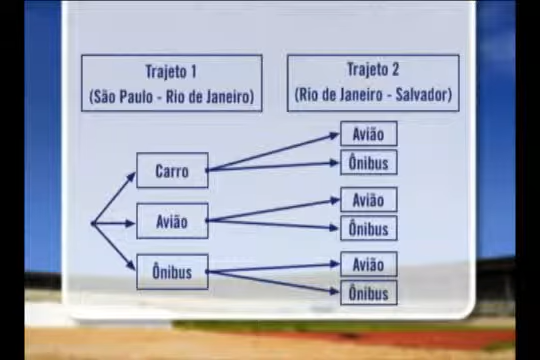 Trajeto 1
(São Paulo - Rio de Janeiro)
Trajeto 2
(Rio de Janeiro - Salvador)
Carro
Avião
Ônibus
Avião
Avião
Ônibus
Ônibus
Avião
Ônibus